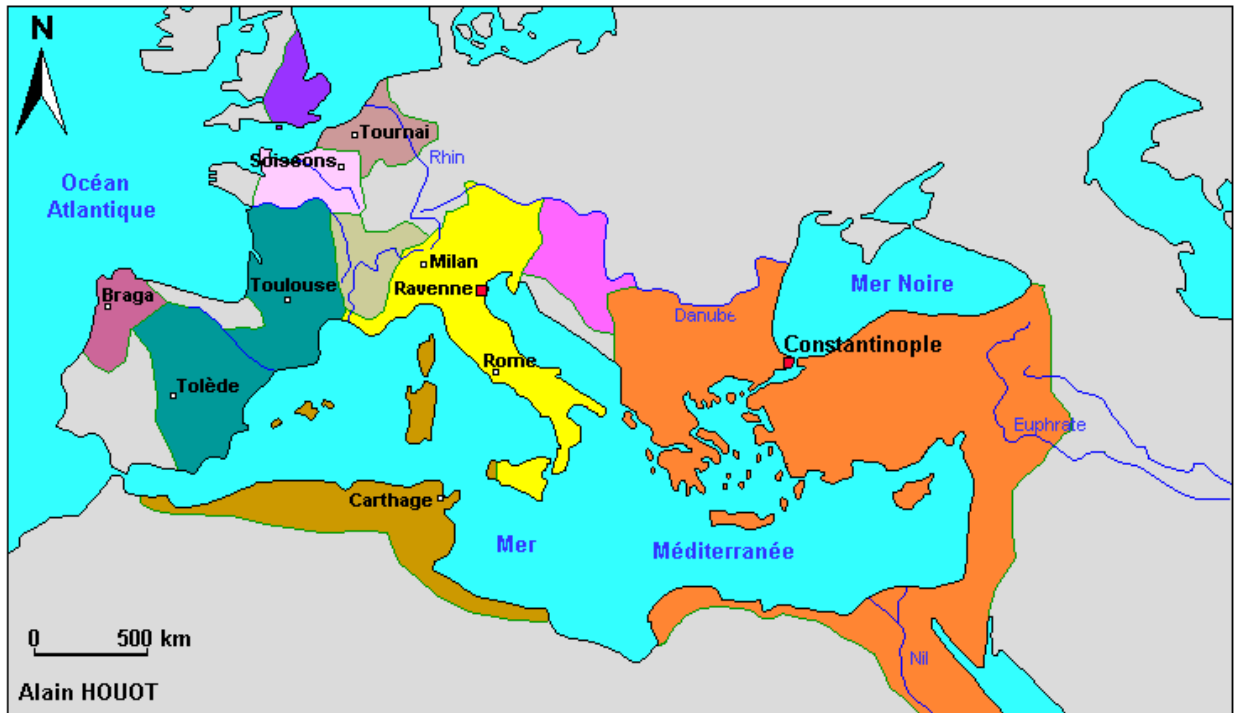 N
Tournai
Soissons
Rhin
Océan
Atlantique
Milan
Toulouse
Ravenne
Braga
Mer Noire
Danube
Constantinople
Rome
Tolède
Euphrate
Carthage
Mer
Méditerranée
0 500 km
Nil
Alain HOUOT